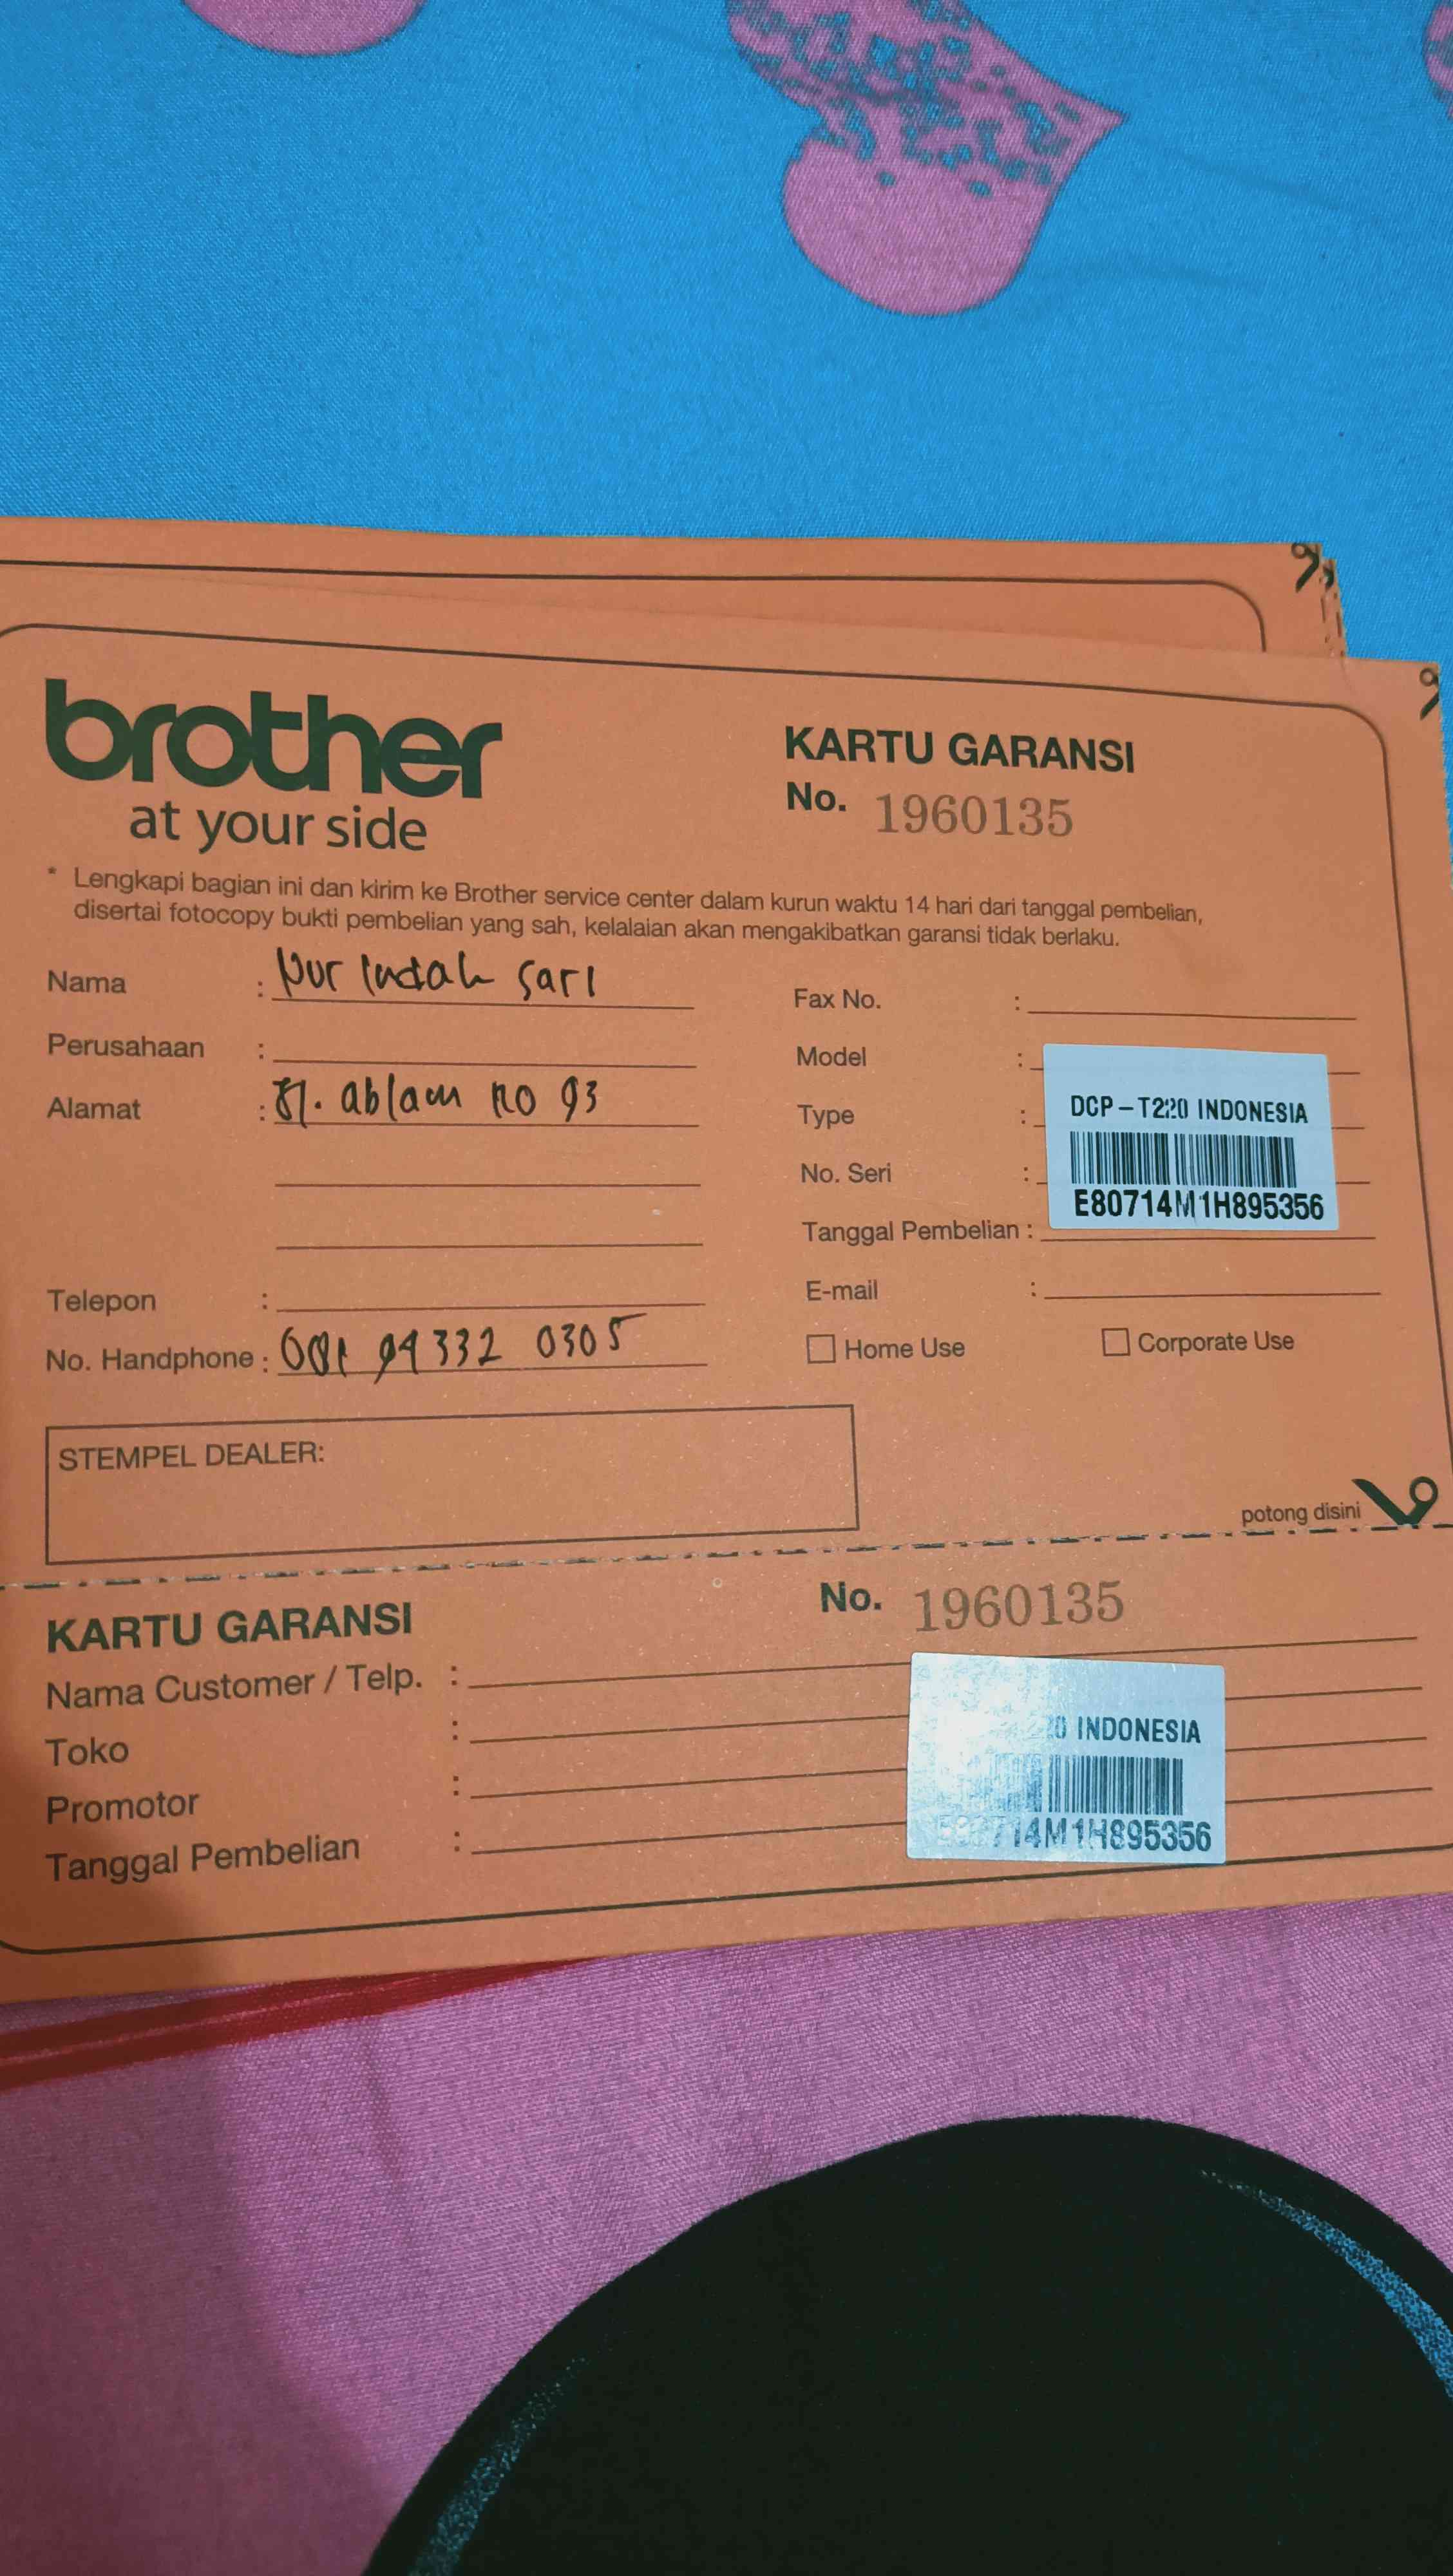 brother
at your side
KARTU GARANSI
No. 1960135
* Lengkapi bagian ini dan kirim ke Brother service center dalam kurun waktu 14 hari dari tanggal pembelian,
disertai fotocopy bukti pembelian yang sah, kelalaian akan mengakibatkan garansi tidak berlaku.
Nama : Nur Indah Sari
Perusahaan :
Alamat : Jl. ablam no 93
Telepon :
No. Handphone : 0305
Fax No. :
Model :
Type :
No. Seri :
DCP-T220 INDONESIA
E80714M1H895356
Tanggal Pembelian :
E-mail :
Home Use Corporate Use
STEMPEL DEALER:
potong disini
KARTU GARANSI
No. 1960135
Nama Customer / Telp. :
Toko :
Promotor :
Tanggal Pembelian :
20 INDONESIA
714M1H895356